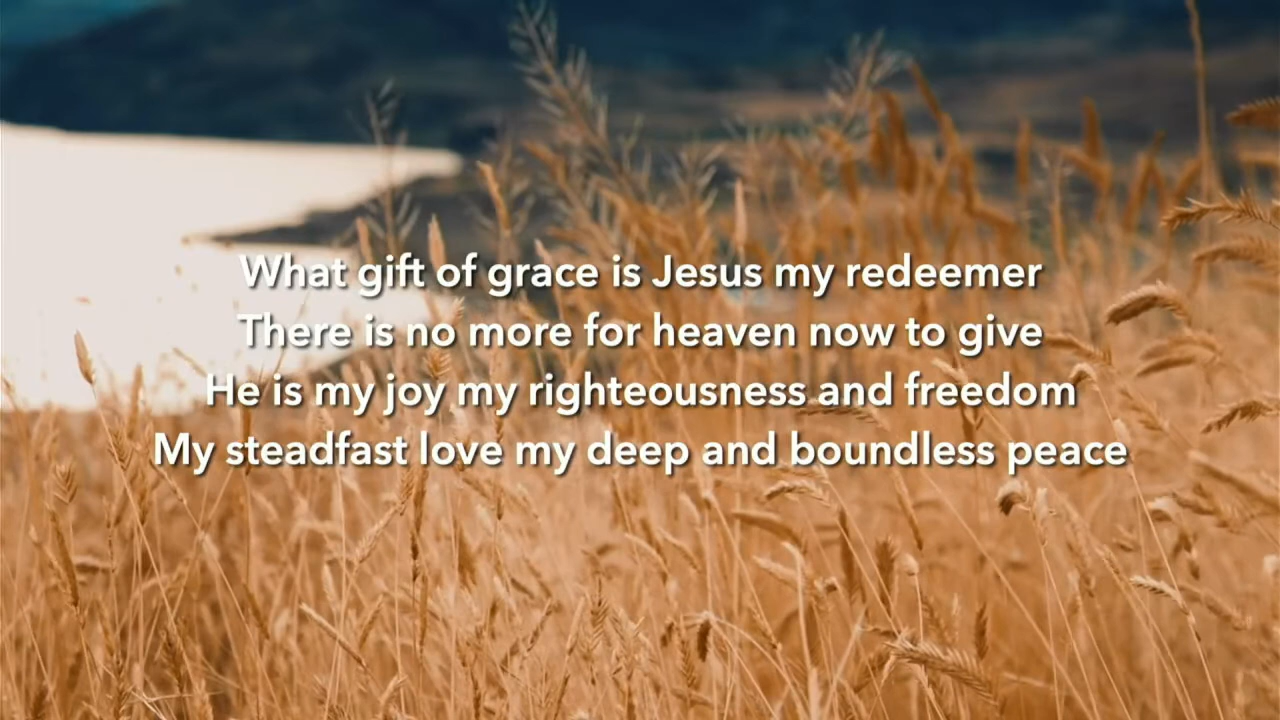 What gift of grace is Jesus my redeemer
There is no more for heaven now to give
He is my joy my righteousness and freedom
My steadfast love my deep and boundless peace